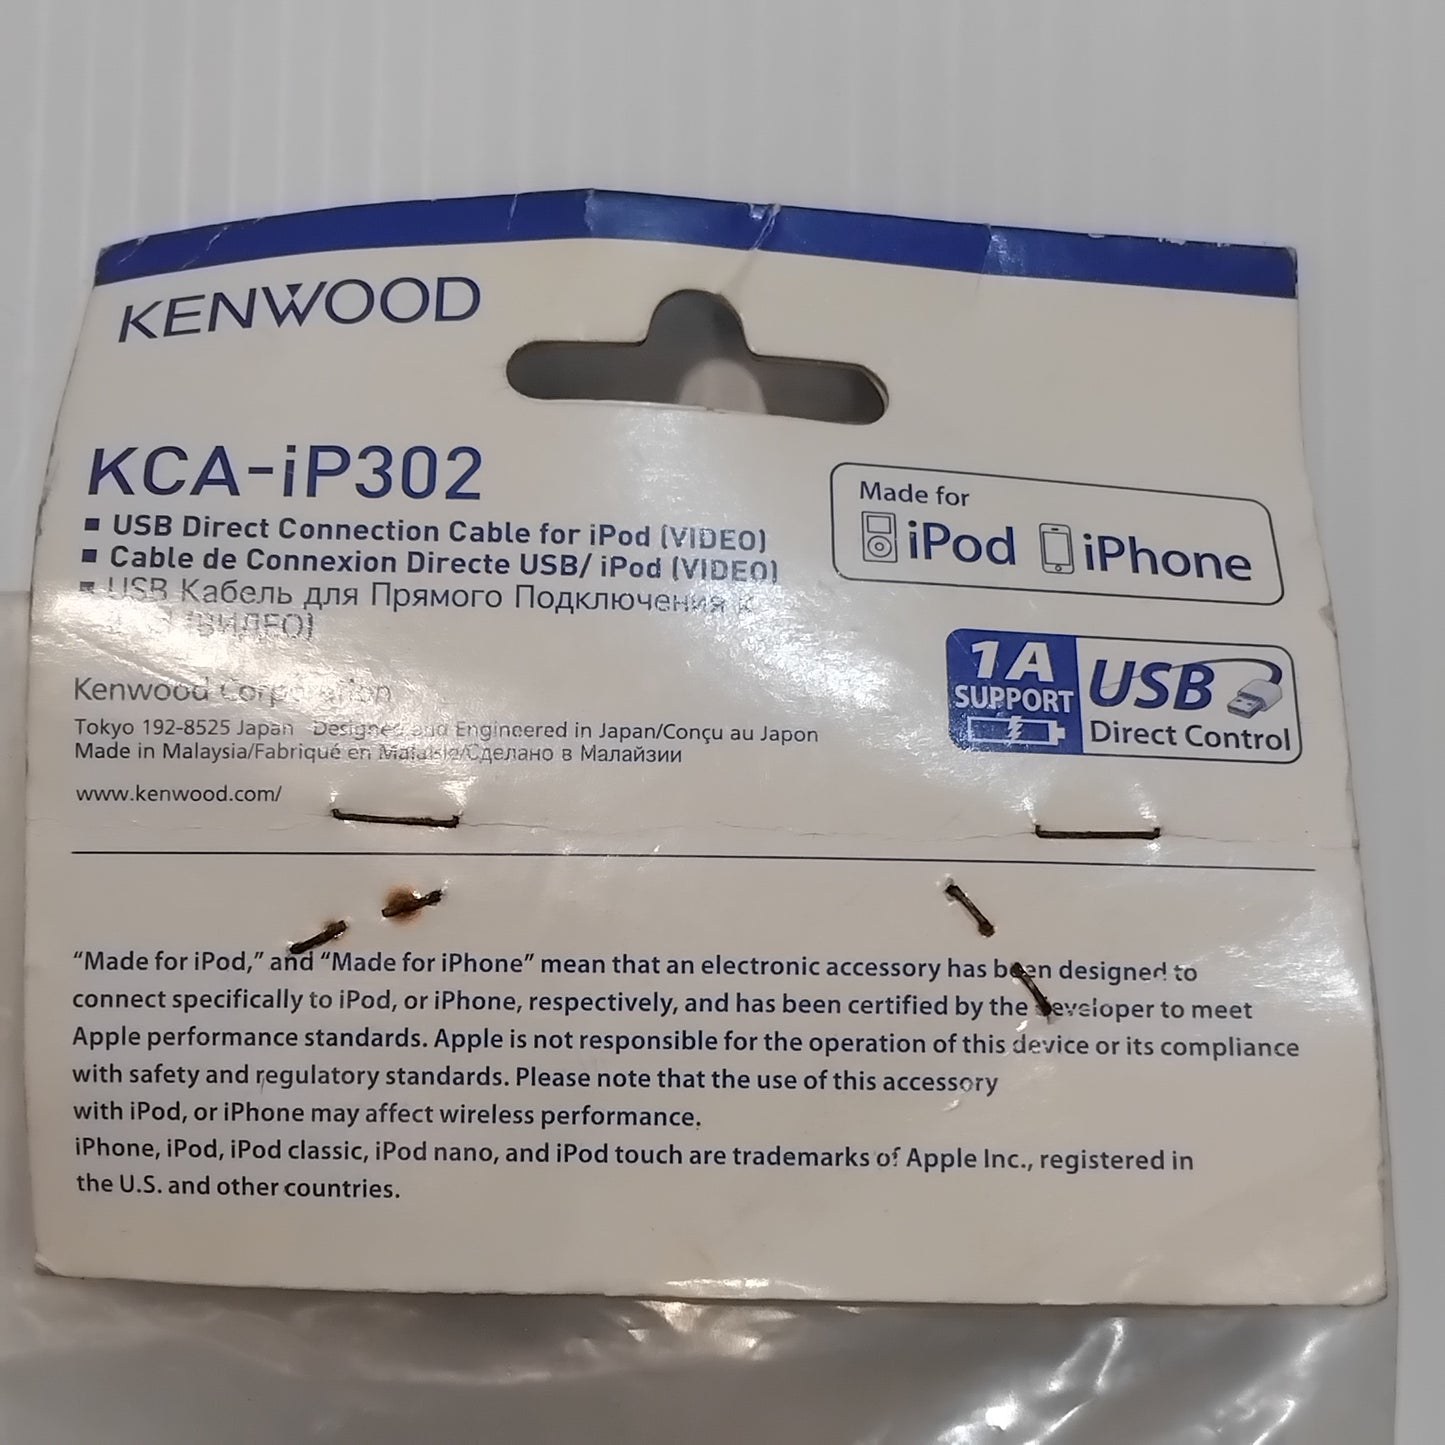 KENWOOD
KCA-iP302
▪ USB Direct Connection Cable for iPod (VIDEO)
▪ Cable de Connexion Directe USB/ iPod (VIDEO)
▪ USB Кабель для Прямого Подключения к
(ВИДЕО)
Made for
iPod iPhone
1A
SUPPORT
USB
Direct Control
Kenwood Corporation
Tokyo 192-8525 Japan Designed and Engineered in Japan/Conçu au Japon
Made in Malaysia/Fabriqué en Malaisie/Сделано в Малайзии
www.kenwood.com/
“Made for iPod,” and “Made for iPhone” mean that an electronic accessory has been designed to
connect specifically to iPod, or iPhone, respectively, and has been certified by the developer to meet
Apple performance standards. Apple is not responsible for the operation of this device or its compliance
with safety and regulatory standards. Please note that the use of this accessory
with iPod, or iPhone may affect wireless performance.
iPhone, iPod, iPod classic, iPod nano, and iPod touch are trademarks of Apple Inc., registered in
the U.S. and other countries.